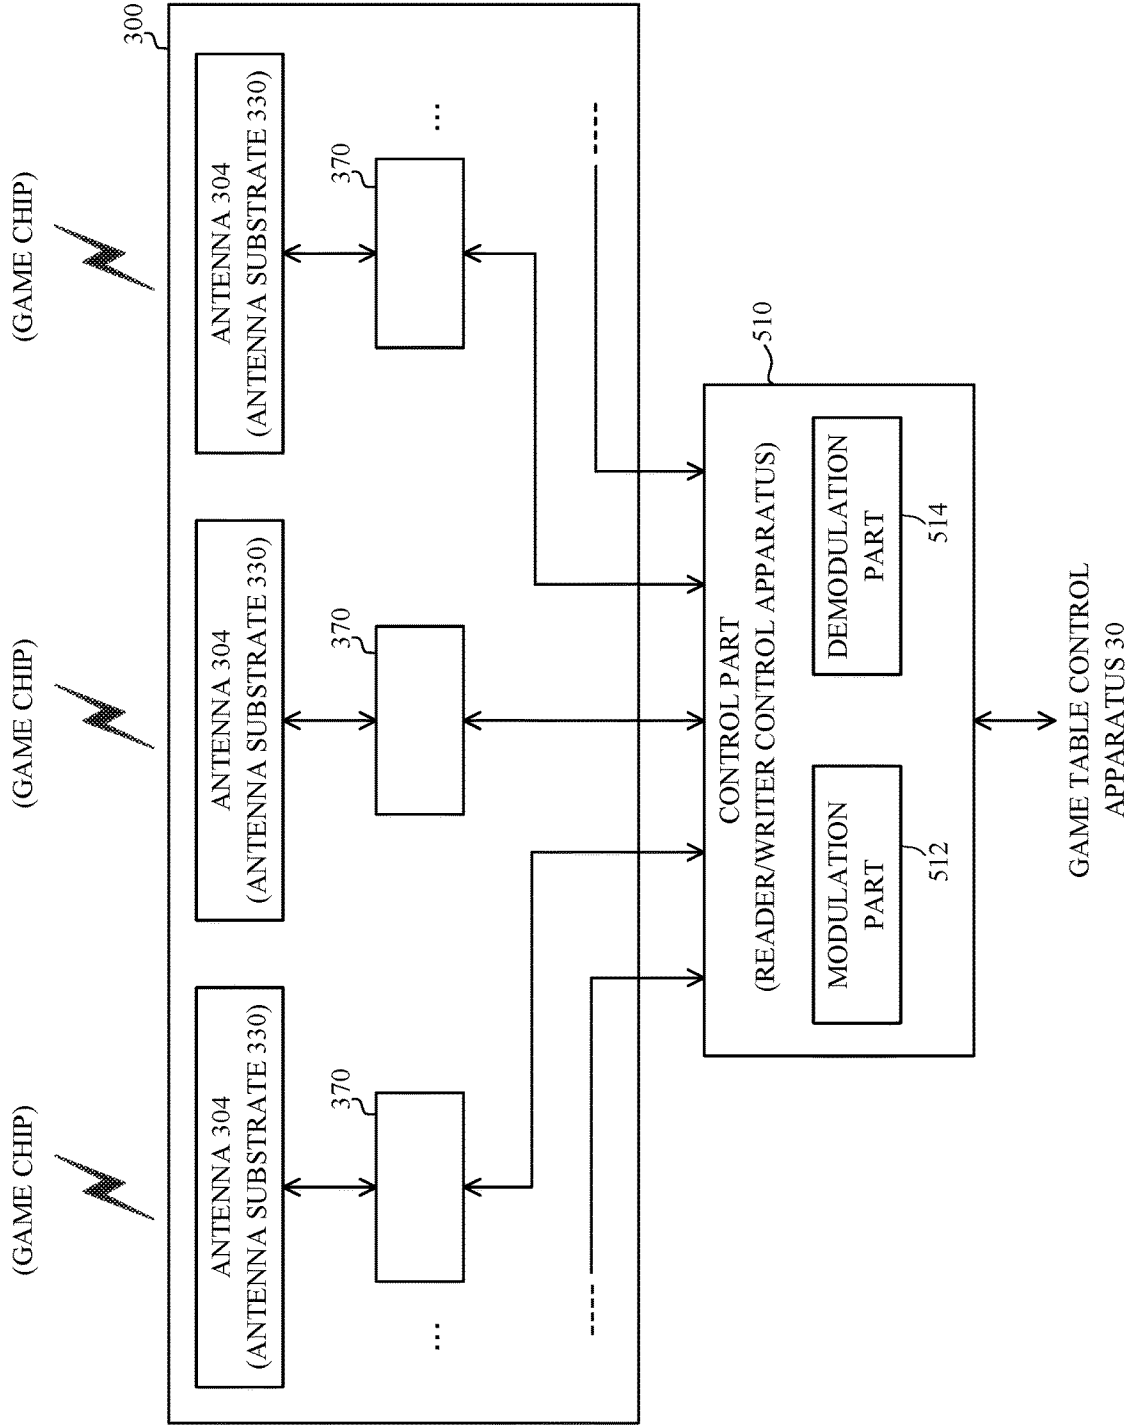 (GAME CHIP)
(GAME CHIP)
(GAME CHIP)
300
ANTENNA 304
(ANTENNA SUBSTRATE 330)
ANTENNA 304
(ANTENNA SUBSTRATE 330)
ANTENNA 304
(ANTENNA SUBSTRATE 330)
370
370
370
...
...
510
CONTROL PART
(READER/WRITER CONTROL APPARATUS)
MODULATION
PART
512
DEMODULATION
PART
514
GAME TABLE CONTROL
APPARATUS 30